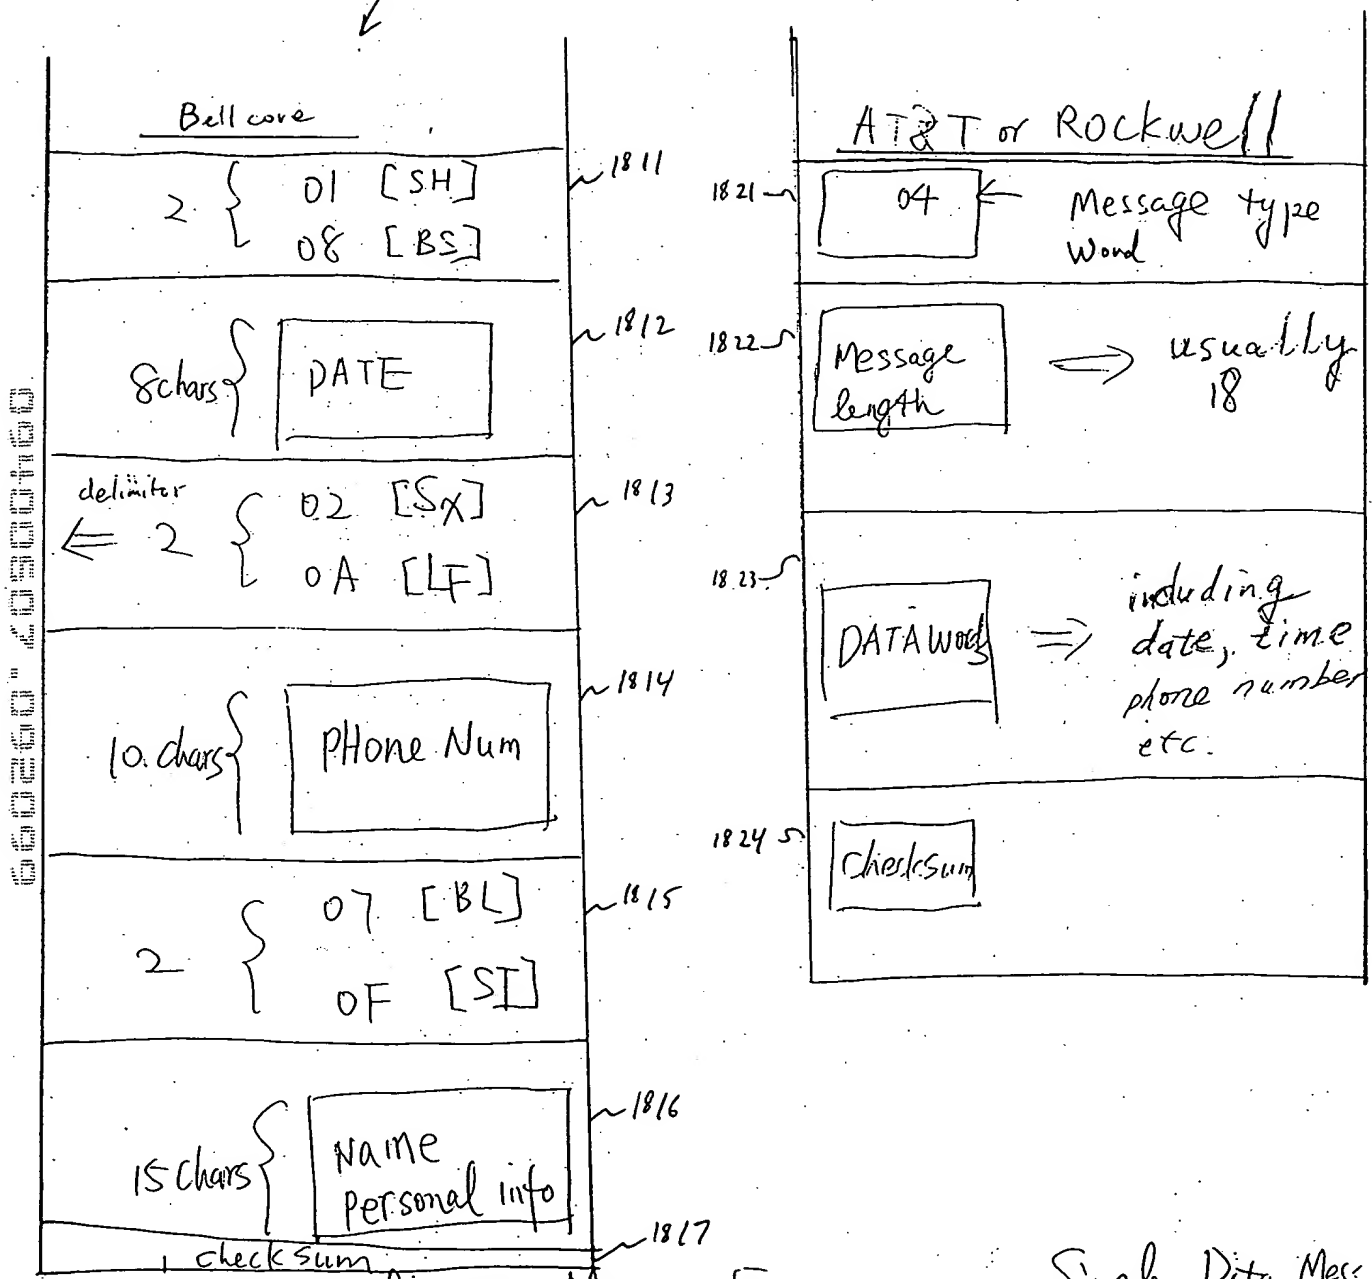 Bellcore
2 { 01 [SH]
08 [BS]
1811
8chars { DATE
1812
delimiter
⇐ 2 { 02 [SX]
0A [LF]
1813
10.chars { PHone Num
1814
2 { 07 [BL]
0F [SI]
1815
15 Chars { Name
personal info
1816
1 checksum
1817
AT&T or ROCKwell
1821
04 ← Message type
Word
1822
Message
length
⇒ usually
18
1823
DATA Words ⇒ including
date, time
phone number
etc.
1824
Checksum
Data Mess